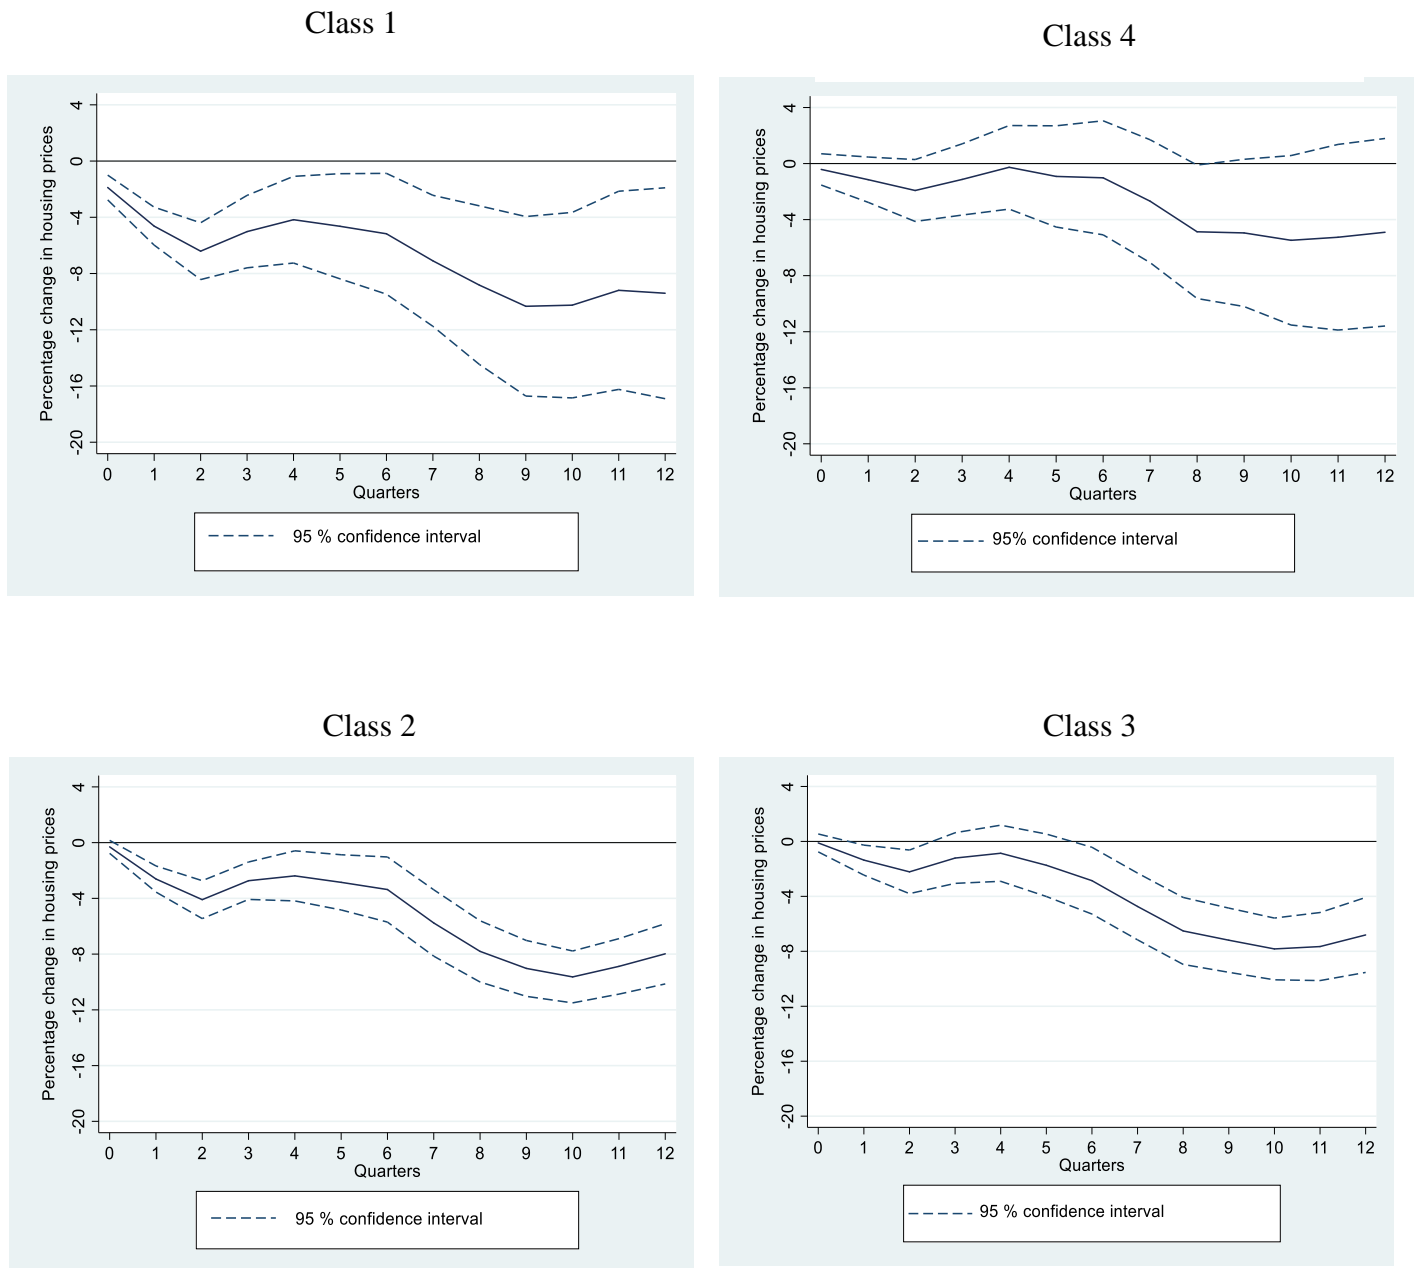 Class 1
Percentage change in housing prices
4
0
-4
-8
-12
-16
-20
0 1 2 3 4 5 6 7 8 9 10 11 12
Quarters
95 % confidence interval
Class 4
Percentage change in housing prices
4
0
-4
-8
-12
-16
-20
0 1 2 3 4 5 6 7 8 9 10 11 12
Quarters
95% confidence interval
Class 2
Percentage change in housing prices
4
0
-4
-8
-12
-16
-20
0 1 2 3 4 5 6 7 8 9 10 11 12
Quarters
95 % confidence interval
Class 3
Percentage change in housing prices
4
0
-4
-8
-12
-16
-20
0 1 2 3 4 5 6 7 8 9 10 11 12
Quarters
95 % confidence interval